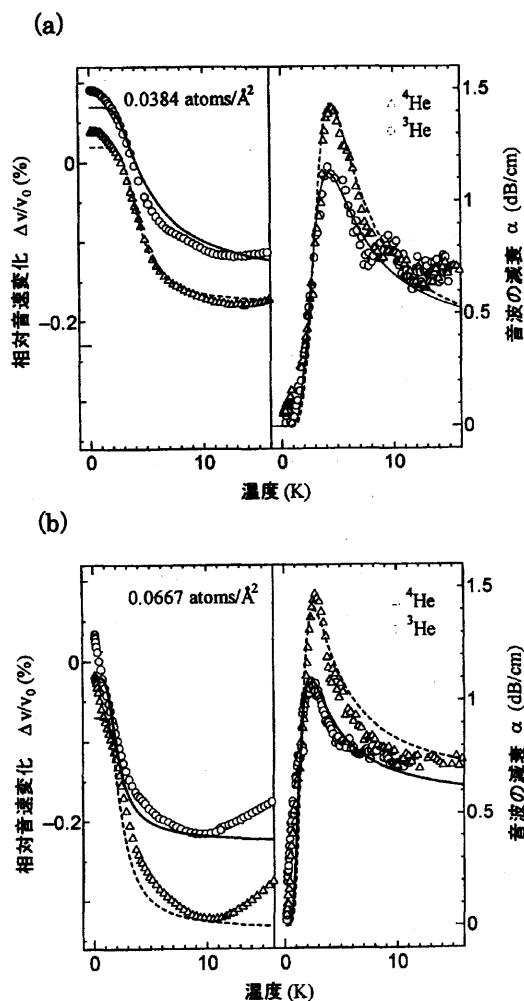 (a)
0.0384 atoms/Å²
⁴He
³He
相対音速変化 Δv/v₀ (%)
0
−0.2
音波の減衰 α (dB/cm)
1.5
1
0.5
0
0
10
0
10
温度 (K)
(b)
0.0667 atoms/Å²
⁴He
³He
相対音速変化 Δv/v₀ (%)
0
−0.2
音波の減衰 α (dB/cm)
1.5
1
0.5
0
0
10
0
10
温度 (K)